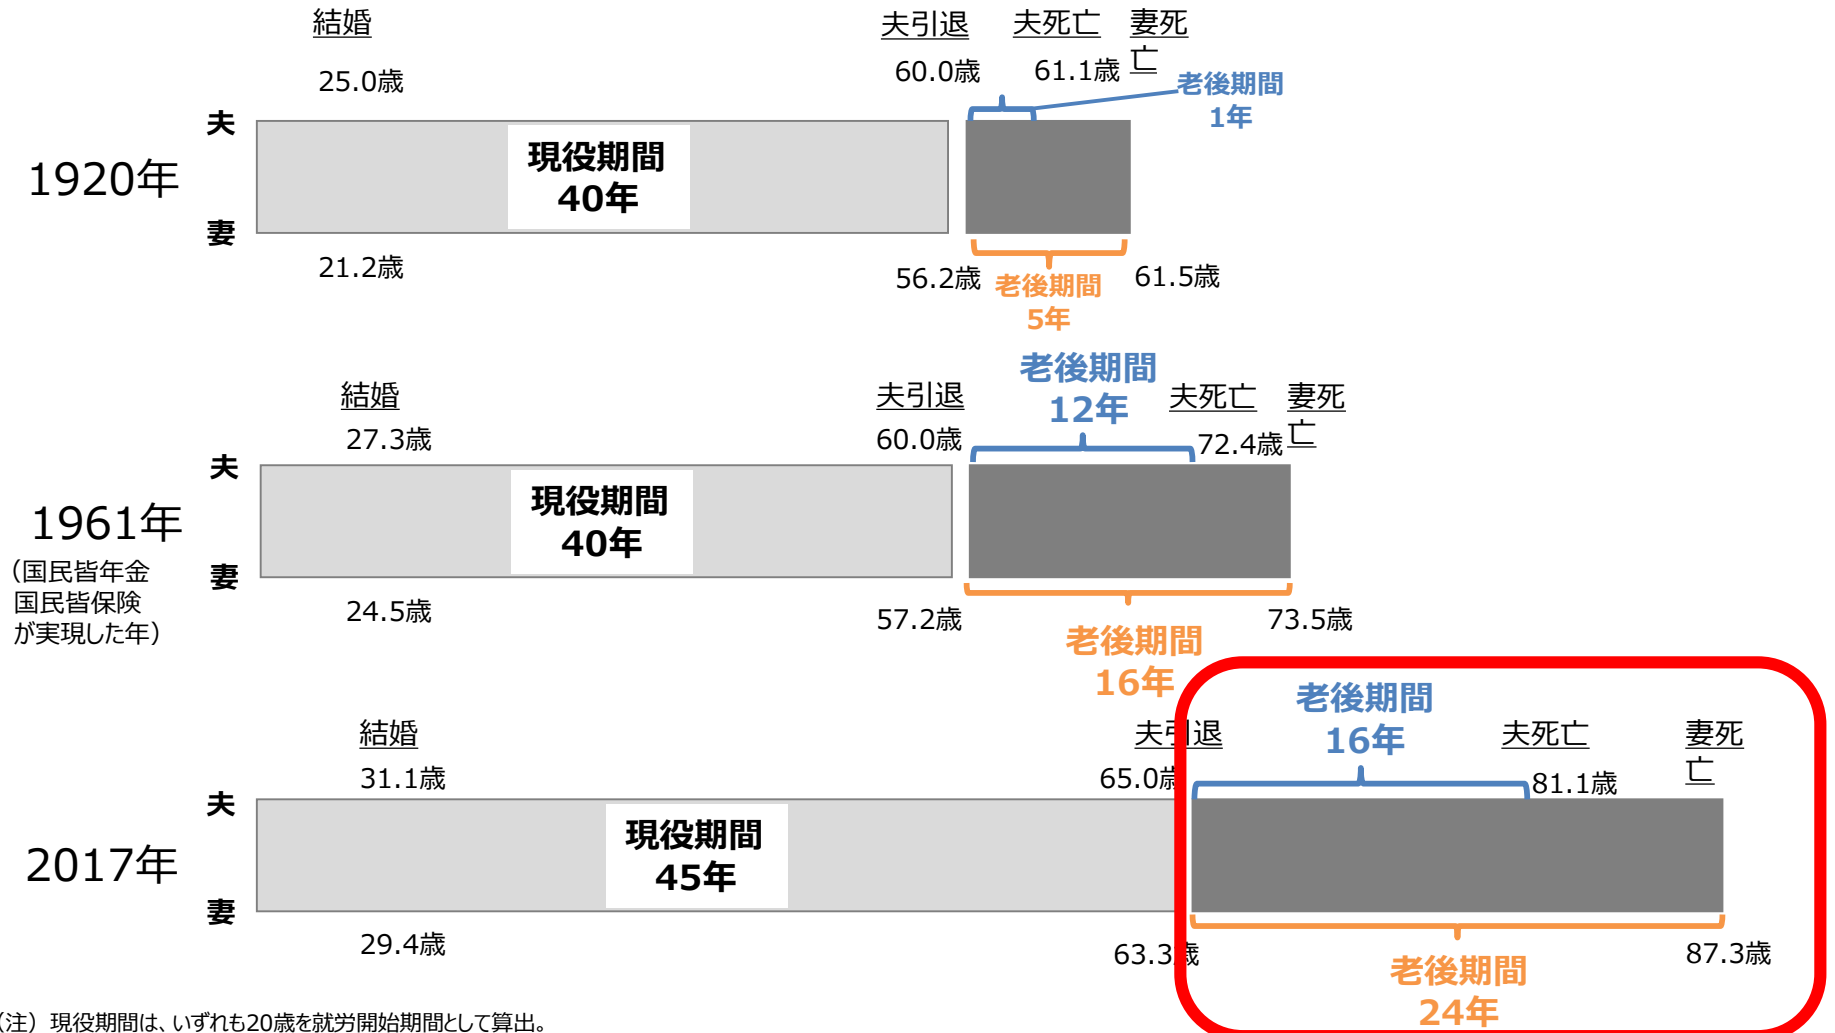 結婚
夫引退
夫死亡
妻死
亡
25.0歳
60.0歳
61.1歳
老後期間
1年
夫
1920年
現役期間
40年
妻
21.2歳
56.2歳
老後期間
5年
61.5歳
結婚
夫引退
老後期間
12年
夫死亡
妻死
亡
27.3歳
60.0歳
72.4歳
夫
1961年
(国民皆年金
国民皆保険
が実現した年)
現役期間
40年
妻
24.5歳
57.2歳
老後期間
16年
73.5歳
結婚
夫引退
老後期間
16年
夫死亡
妻死
亡
31.1歳
65.0歳
81.1歳
夫
2017年
現役期間
45年
妻
29.4歳
63.3歳
老後期間
24年
87.3歳
(注)現役期間は、いずれも20歳を就労開始期間として算出。